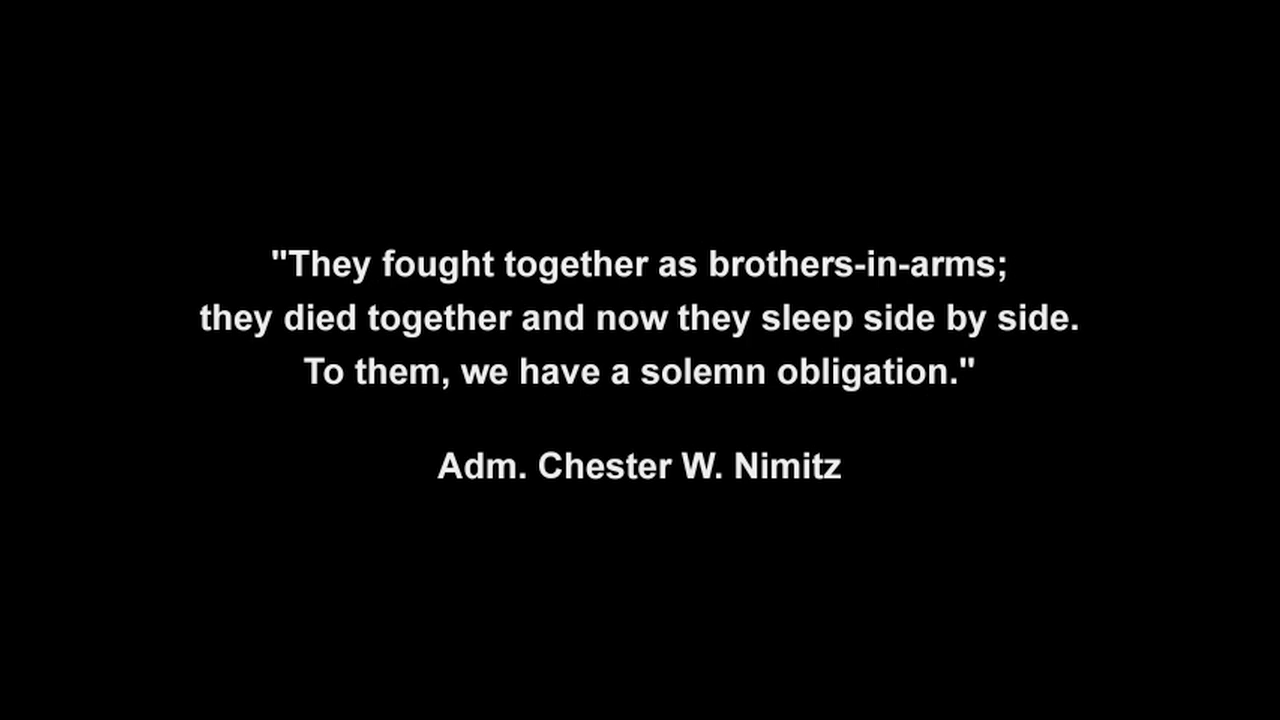 "They fought together as brothers-in-arms;
they died together and now they sleep side by side.
To them, we have a solemn obligation."
Adm. Chester W. Nimitz